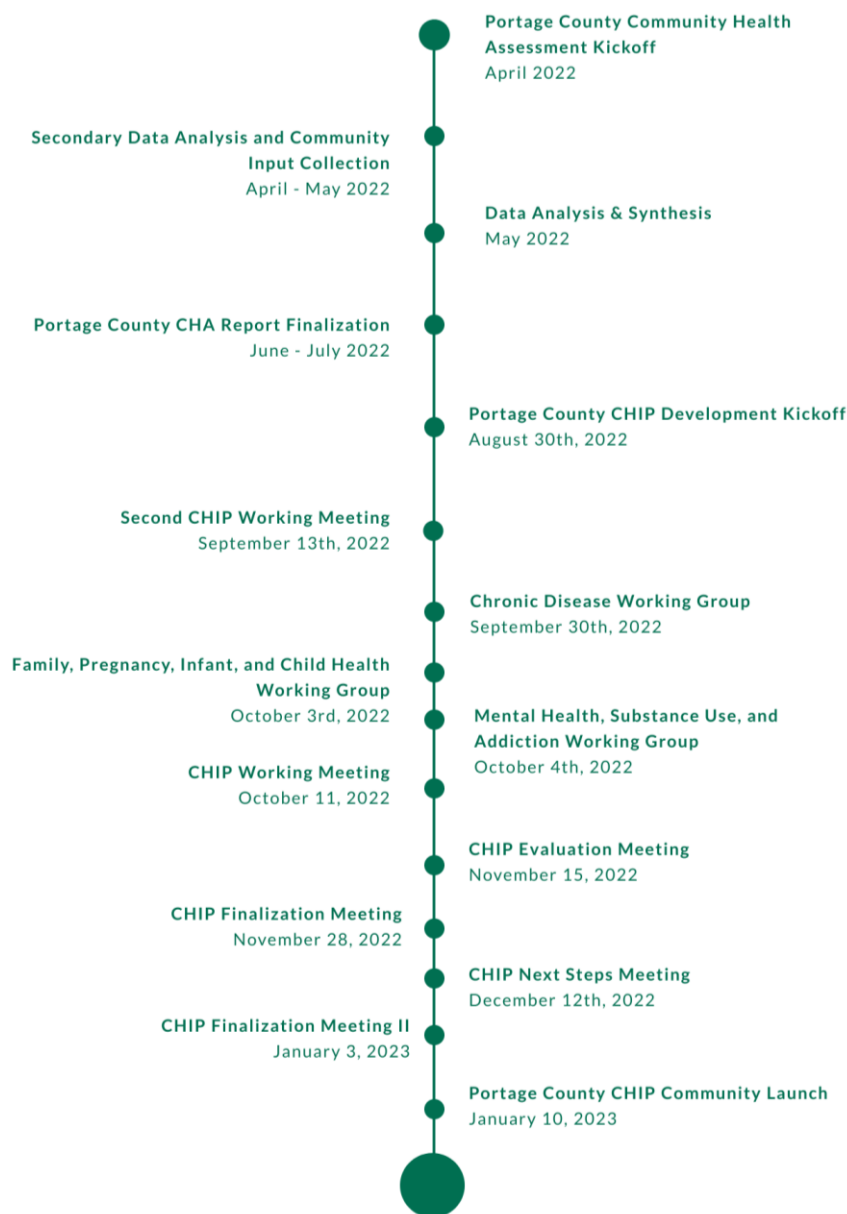 Portage County Community Health
Assessment Kickoff
April 2022
Secondary Data Analysis and Community
Input Collection
April - May 2022
Data Analysis & Synthesis
May 2022
Portage County CHA Report Finalization
June - July 2022
Portage County CHIP Development Kickoff
August 30th, 2022
Second CHIP Working Meeting
September 13th, 2022
Chronic Disease Working Group
September 30th, 2022
Family, Pregnancy, Infant, and Child Health
Working Group
October 3rd, 2022
Mental Health, Substance Use, and
Addiction Working Group
October 4th, 2022
CHIP Working Meeting
October 11, 2022
CHIP Evaluation Meeting
November 15, 2022
CHIP Finalization Meeting
November 28, 2022
CHIP Next Steps Meeting
December 12th, 2022
CHIP Finalization Meeting II
January 3, 2023
Portage County CHIP Community Launch
January 10, 2023